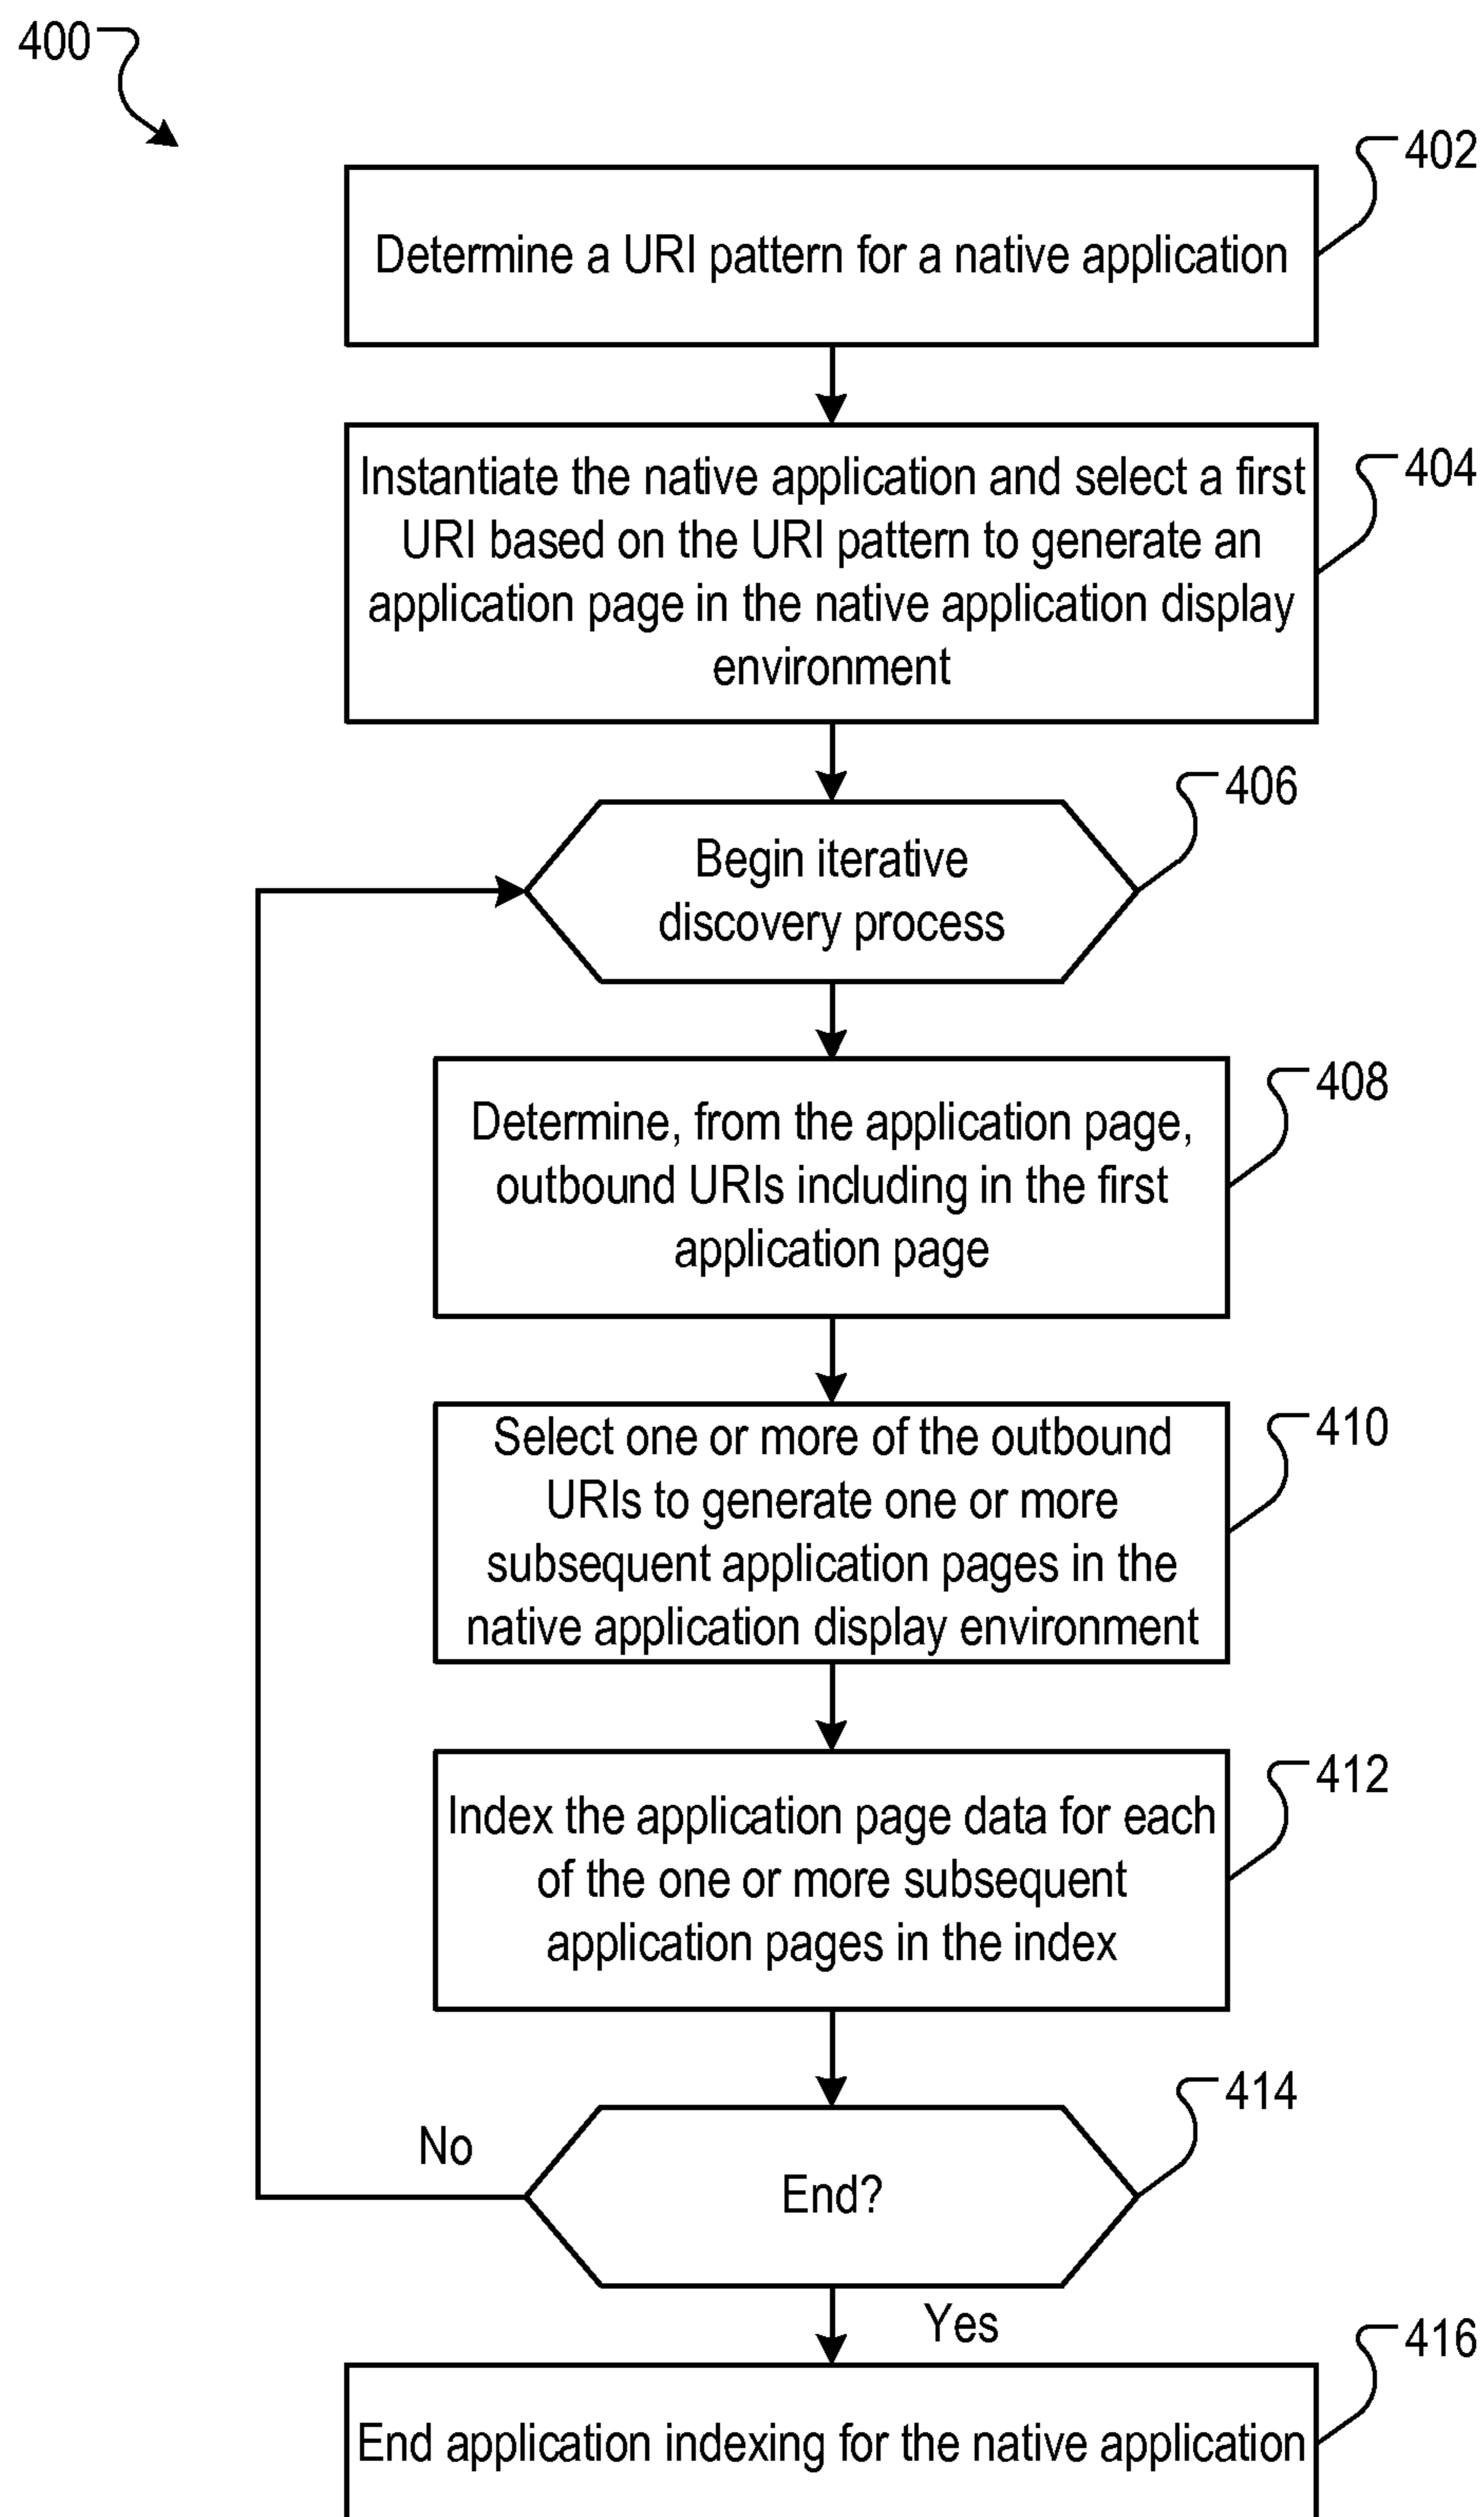 400
402
Determine a URI pattern for a native application
404
Instantiate the native application and select a first
URI based on the URI pattern to generate an
application page in the native application display
environment
406
Begin iterative
discovery process
408
Determine, from the application page,
outbound URIs including in the first
application page
410
Select one or more of the outbound
URIs to generate one or more
subsequent application pages in the
native application display environment
412
Index the application page data for each
of the one or more subsequent
application pages in the index
414
No
End?
Yes
416
End application indexing for the native application